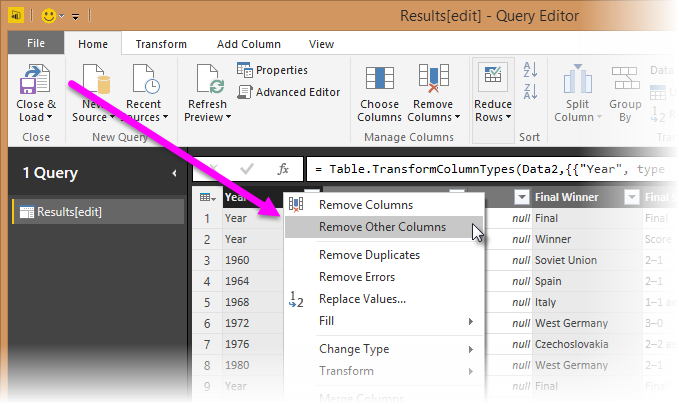 Results[edit] - Query Editor
File Home Transform Add Column View
Close & Load
New Source
Recent Sources
Refresh Preview
Properties
Advanced Editor
Choose Columns
Remove Columns
Reduce Rows
Split Column
Group By
Data
1 2
Close
New Query
Manage Columns
Sort
Tra
1 Query
fx = Table.TransformColumnTypes(Data2,{{"Year", type
Results[edit]
Year Final Winner Final
1 Year null Final Final
2 Year null Winner Score
3 1960 null Soviet Union 2–1
4 1964 null Spain 2–1
5 1968 null Italy 1–1
6 1972 null West Germany 3–0
7 1976 null Czechoslovakia 2–2
8 1980 null West Germany 2–1
9 Year null Final Final
Remove Columns
Remove Other Columns
Remove Duplicates
Remove Errors
1 2 Replace Values...
Fill
Change Type
Transform
Merge Columns